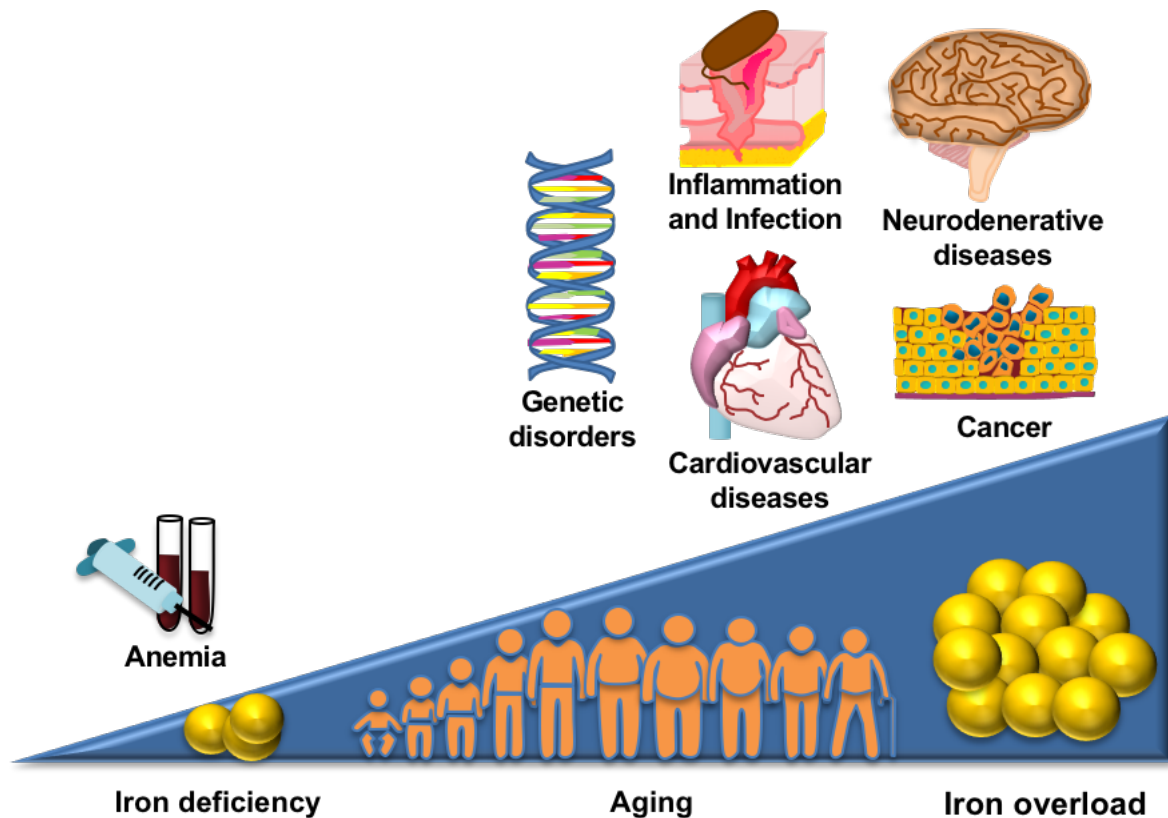 Inflammation
and Infection
Neurodenerative
diseases
Genetic
disorders
Cardiovascular
diseases
Cancer
Anemia
Iron deficiency
Aging
Iron overload